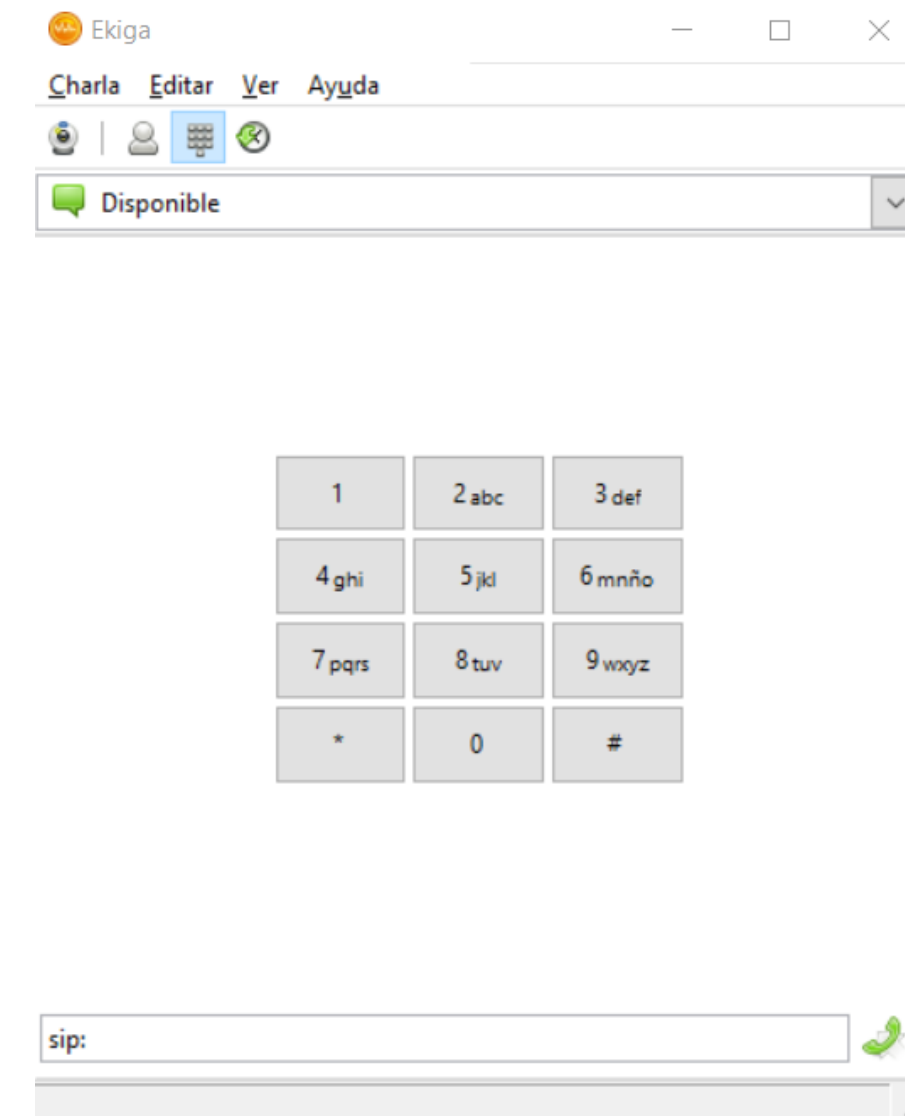 Ekiga
Charla Editar Ver Ayuda
Disponible
1 2 abc 3 def
4 ghi 5 jkl 6 mnño
7 pqrs 8 tuv 9 wxyz
* 0 #
sip: